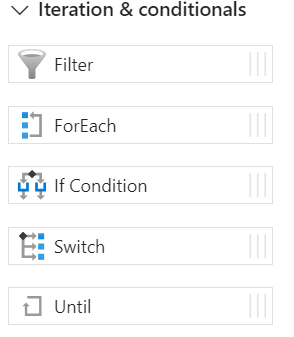 Iteration & conditionals
Filter
ForEach
If Condition
Switch
Until